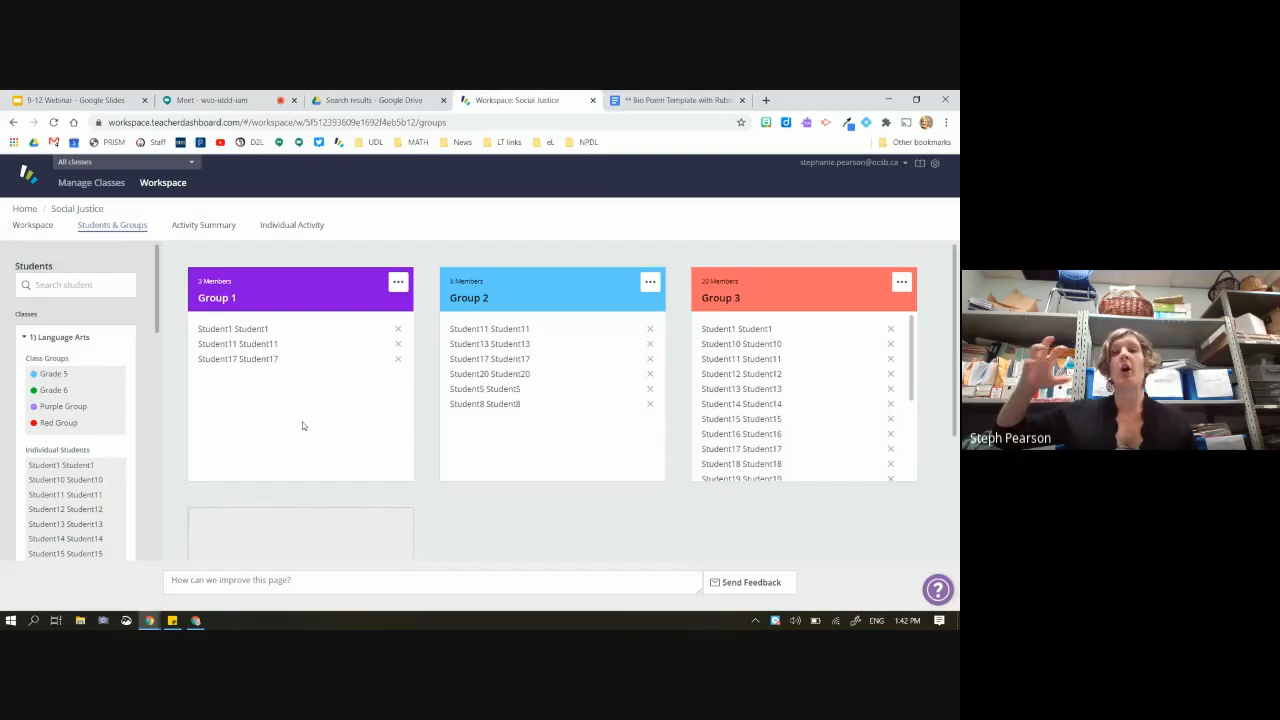 9-12 Webinar - Google Slides
Meet - wvo-iddd-iam
Search results - Google Drive
Workspace: Social Justice
** Bio Poem Template with Rubri
workspace.teacherdashboard.com/#/workspace/w/5f512393609e1692f4eb5b12/groups
PRISM
Staff
D2L
UDL
MATH
News
LT links
eL
NPDL
Other bookmarks
All classes
stephanie.pearson@ocsb.ca
Manage Classes
Workspace
Home / Social Justice
Workspace
Students & Groups
Activity Summary
Individual Activity
Students
Search student
Classes
1) Language Arts
Class Groups
Grade 5
Grade 6
Purple Group
Red Group
Individual Students
Student1 Student1
Student10 Student10
Student11 Student11
Student12 Student12
Student13 Student13
Student14 Student14
Student15 Student15
3 Members
Group 1
Student1 Student1
Student11 Student11
Student17 Student17
6 Members
Group 2
Student11 Student11
Student13 Student13
Student17 Student17
Student20 Student20
Student5 Student5
Student8 Student8
20 Members
Group 3
Student1 Student1
Student10 Student10
Student11 Student11
Student12 Student12
Student13 Student13
Student14 Student14
Student15 Student15
Student16 Student16
Student17 Student17
Student18 Student18
Student19 Student19
How can we improve this page?
Send Feedback
ENG
1:42 PM
Steph Pearson